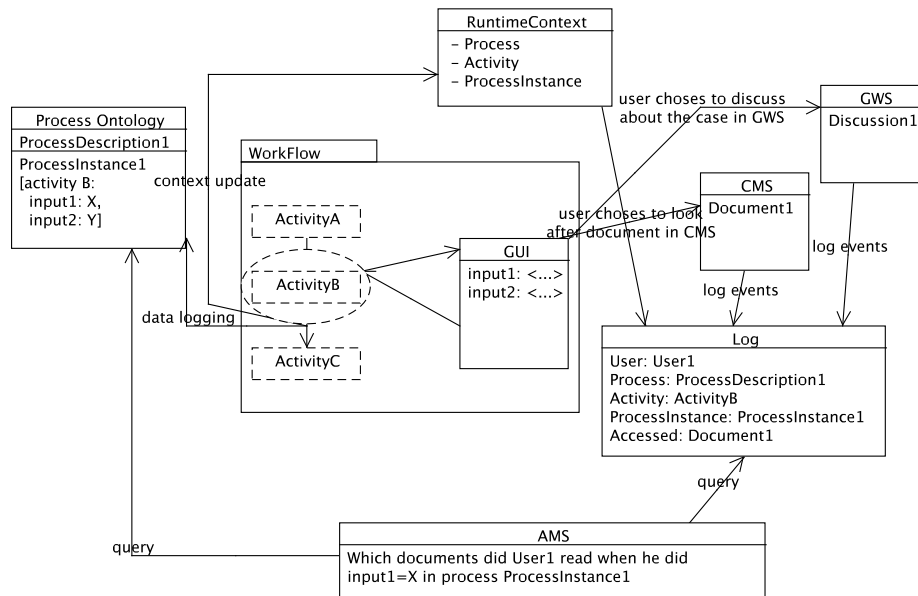 RuntimeContext
– Process
– Activity
– ProcessInstance
Process Ontology
ProcessDescription1
ProcessInstance1
[activity B:
input1: X,
input2: Y]
context update
data logging
WorkFlow
ActivityA
ActivityB
ActivityC
GUI
input1: <...>
input2: <...>
user choses to discuss
about the case in GWS
GWS
Discussion1
user choses to look
after document in CMS
CMS
Document1
log events
log events
Log
User: User1
Process: ProcessDescription1
Activity: ActivityB
ProcessInstance: ProcessInstance1
Accessed: Document1
query
query
AMS
Which documents did User1 read when he did
input1=X in process ProcessInstance1